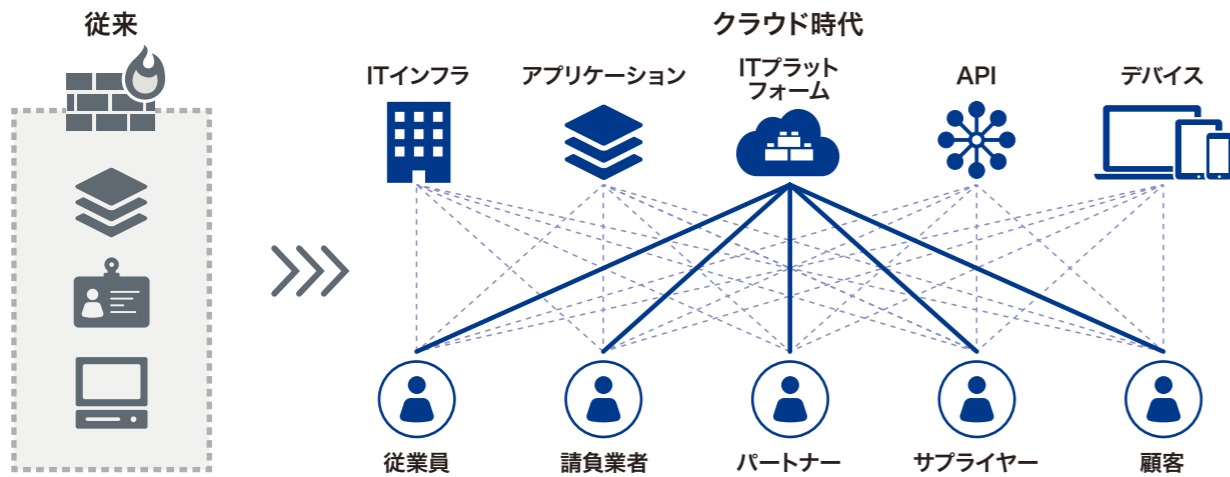 従来
クラウド時代
ITインフラ
アプリケーション
ITプラット
フォーム
API
デバイス
従業員
請負業者
パートナー
サプライヤー
顧客